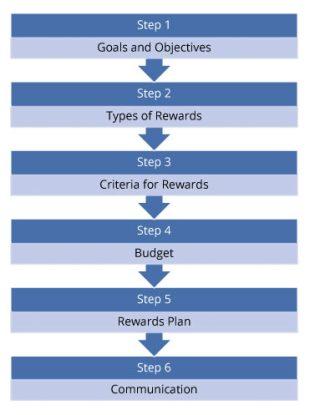 Step 1
Goals and Objectives
Step 2
Types of Rewards
Step 3
Criteria for Rewards
Step 4
Budget
Step 5
Rewards Plan
Step 6
Communication